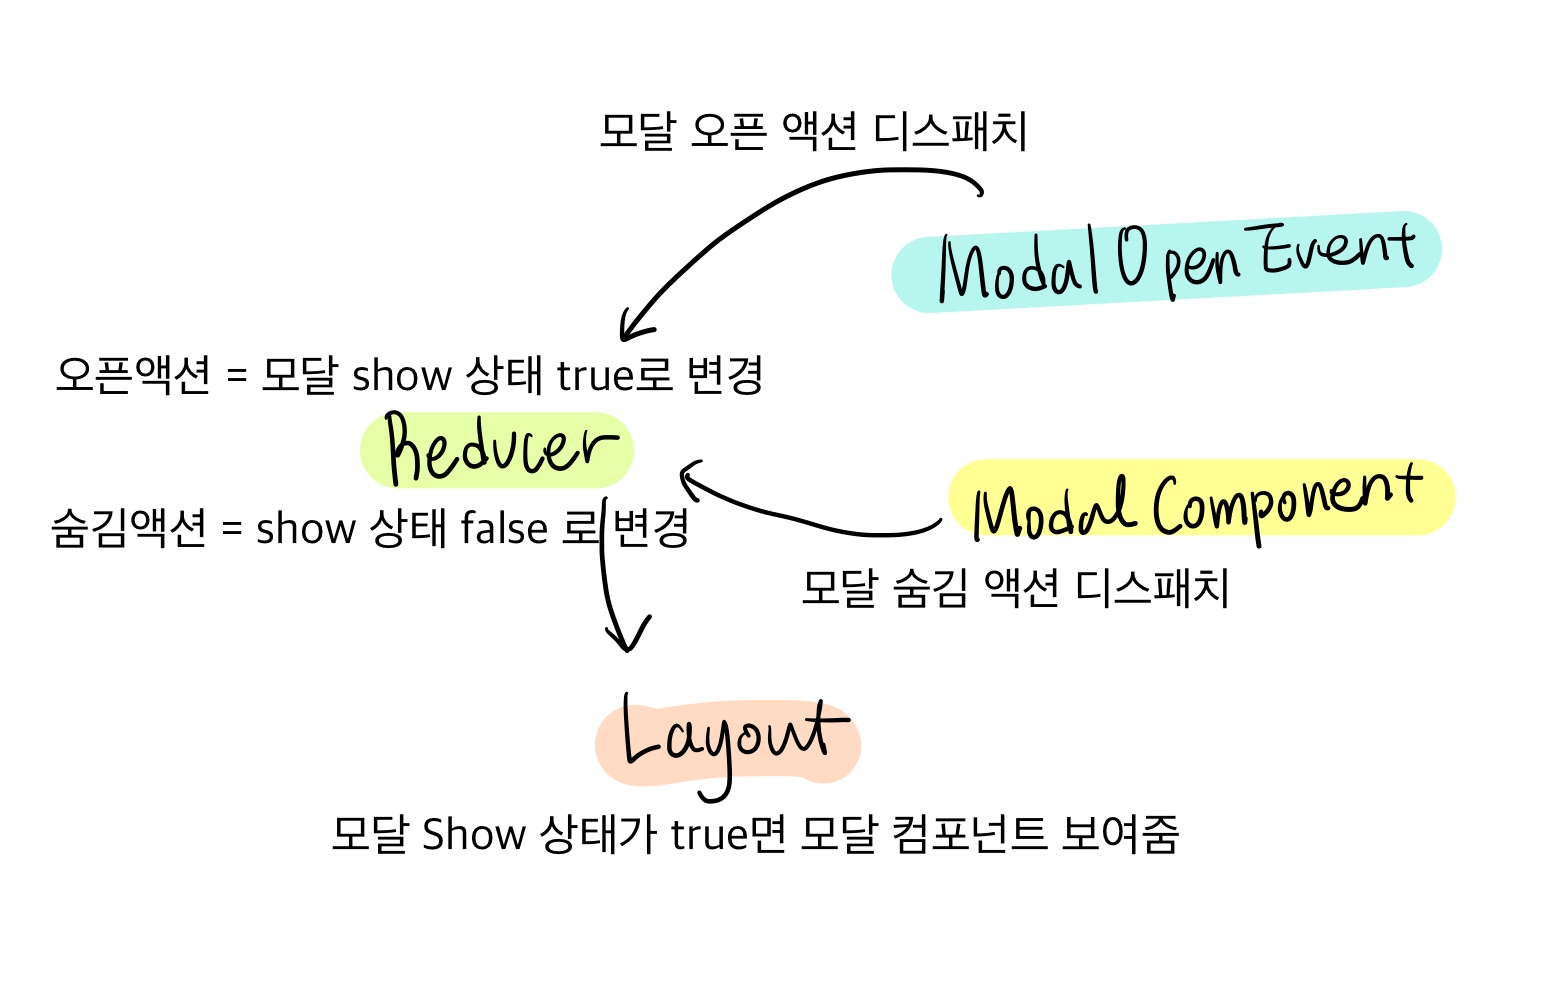 모달 오픈 액션 디스패치
Modal Open Event
오픈액션 = 모달 show 상태 true로 변경
Reducer
숨김액션 = show 상태 false 로 변경
Modal Component
모달 숨김 액션 디스패치
Layout
모달 Show 상태가 true면 모달 컴포넌트 보여줌